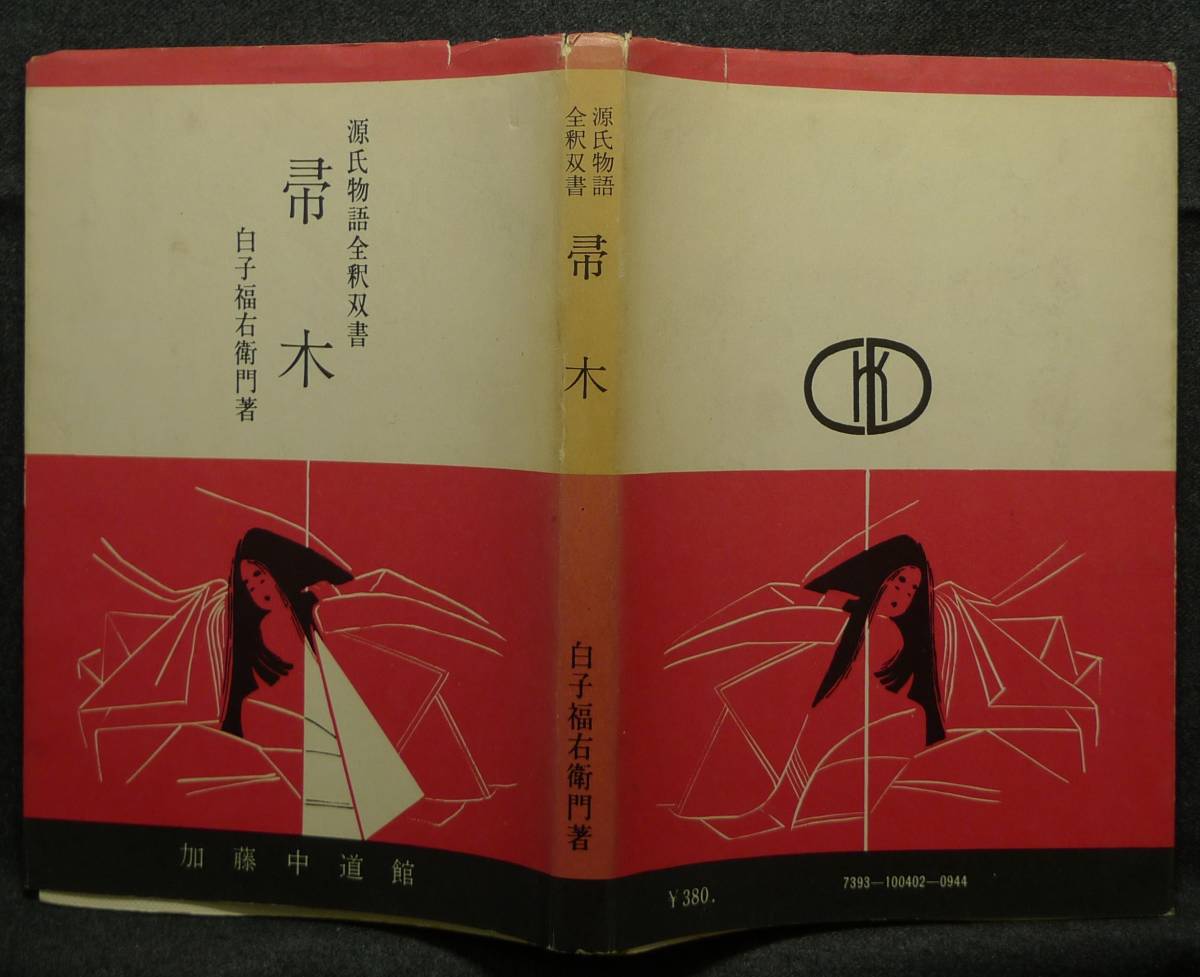 源氏物語全釈双書
帚木
白子福右衛門著
加藤中道館
源氏物語
全釈双書
帚木
白子福右衛門著
¥380.
7393—100402—0944